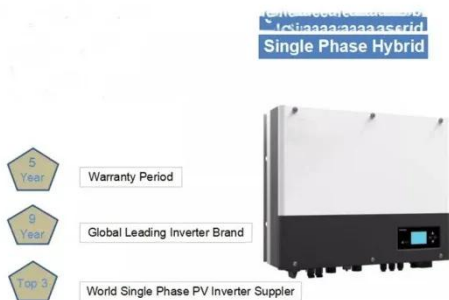 Single Phase Hybrid
5
Year
Warranty Period
9
Year
Global Leading Inverter Brand
Top 3
World Single Phase PV Inverter Suppler